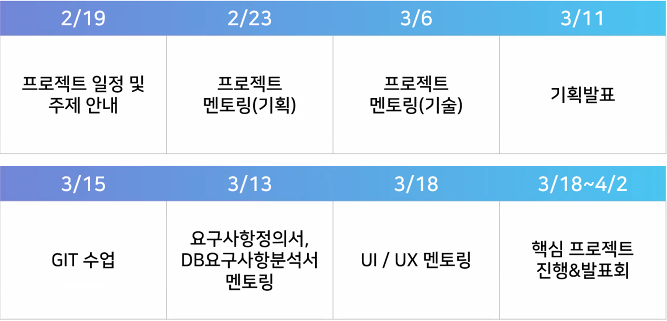 2/19
2/23
3/6
3/11
프로젝트 일정 및
주제 안내
프로젝트
멘토링(기획)
프로젝트
멘토링(기술)
기획발표
3/15
3/13
3/18
3/18~4/2
GIT 수업
요구사항정의서,
DB요구사항분석서
멘토링
UI / UX 멘토링
핵심 프로젝트
진행&발표회